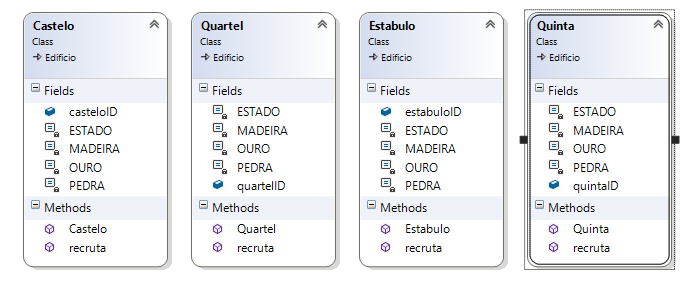 Castelo
Class
Edificio
Fields
casteloID
ESTADO
MADEIRA
OURO
PEDRA
Methods
Castelo
recruta
Quartel
Class
Edificio
Fields
ESTADO
MADEIRA
OURO
PEDRA
quartelID
Methods
Quartel
recruta
Estabulo
Class
Edificio
Fields
estabuloID
ESTADO
MADEIRA
OURO
PEDRA
Methods
Estabulo
recruta
Quinta
Class
Edificio
Fields
ESTADO
MADEIRA
OURO
PEDRA
quintaID
Methods
Quinta
recruta